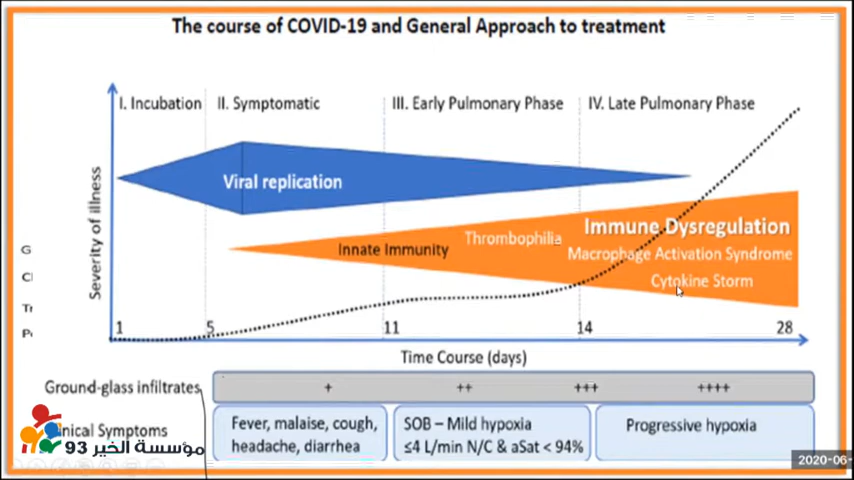 The course of COVID-19 and General Approach to treatment
I. Incubation
II. Symptomatic
III. Early Pulmonary Phase
IV. Late Pulmonary Phase
Severity of illness
Viral replication
Innate Immunity
Thrombophilia
Immune Dysregulation
Macrophage Activation Syndrome
Cytokine Storm
1 5 11 14 28
Time Course (days)
Ground-glass infiltrates + ++ +++ ++++
Symptoms
Fever, malaise, cough,
headache, diarrhea
SOB – Mild hypoxia
≤4 L/min N/C & aSat < 94%
Progressive hypoxia
مؤسسة الخير 93
2020-06-